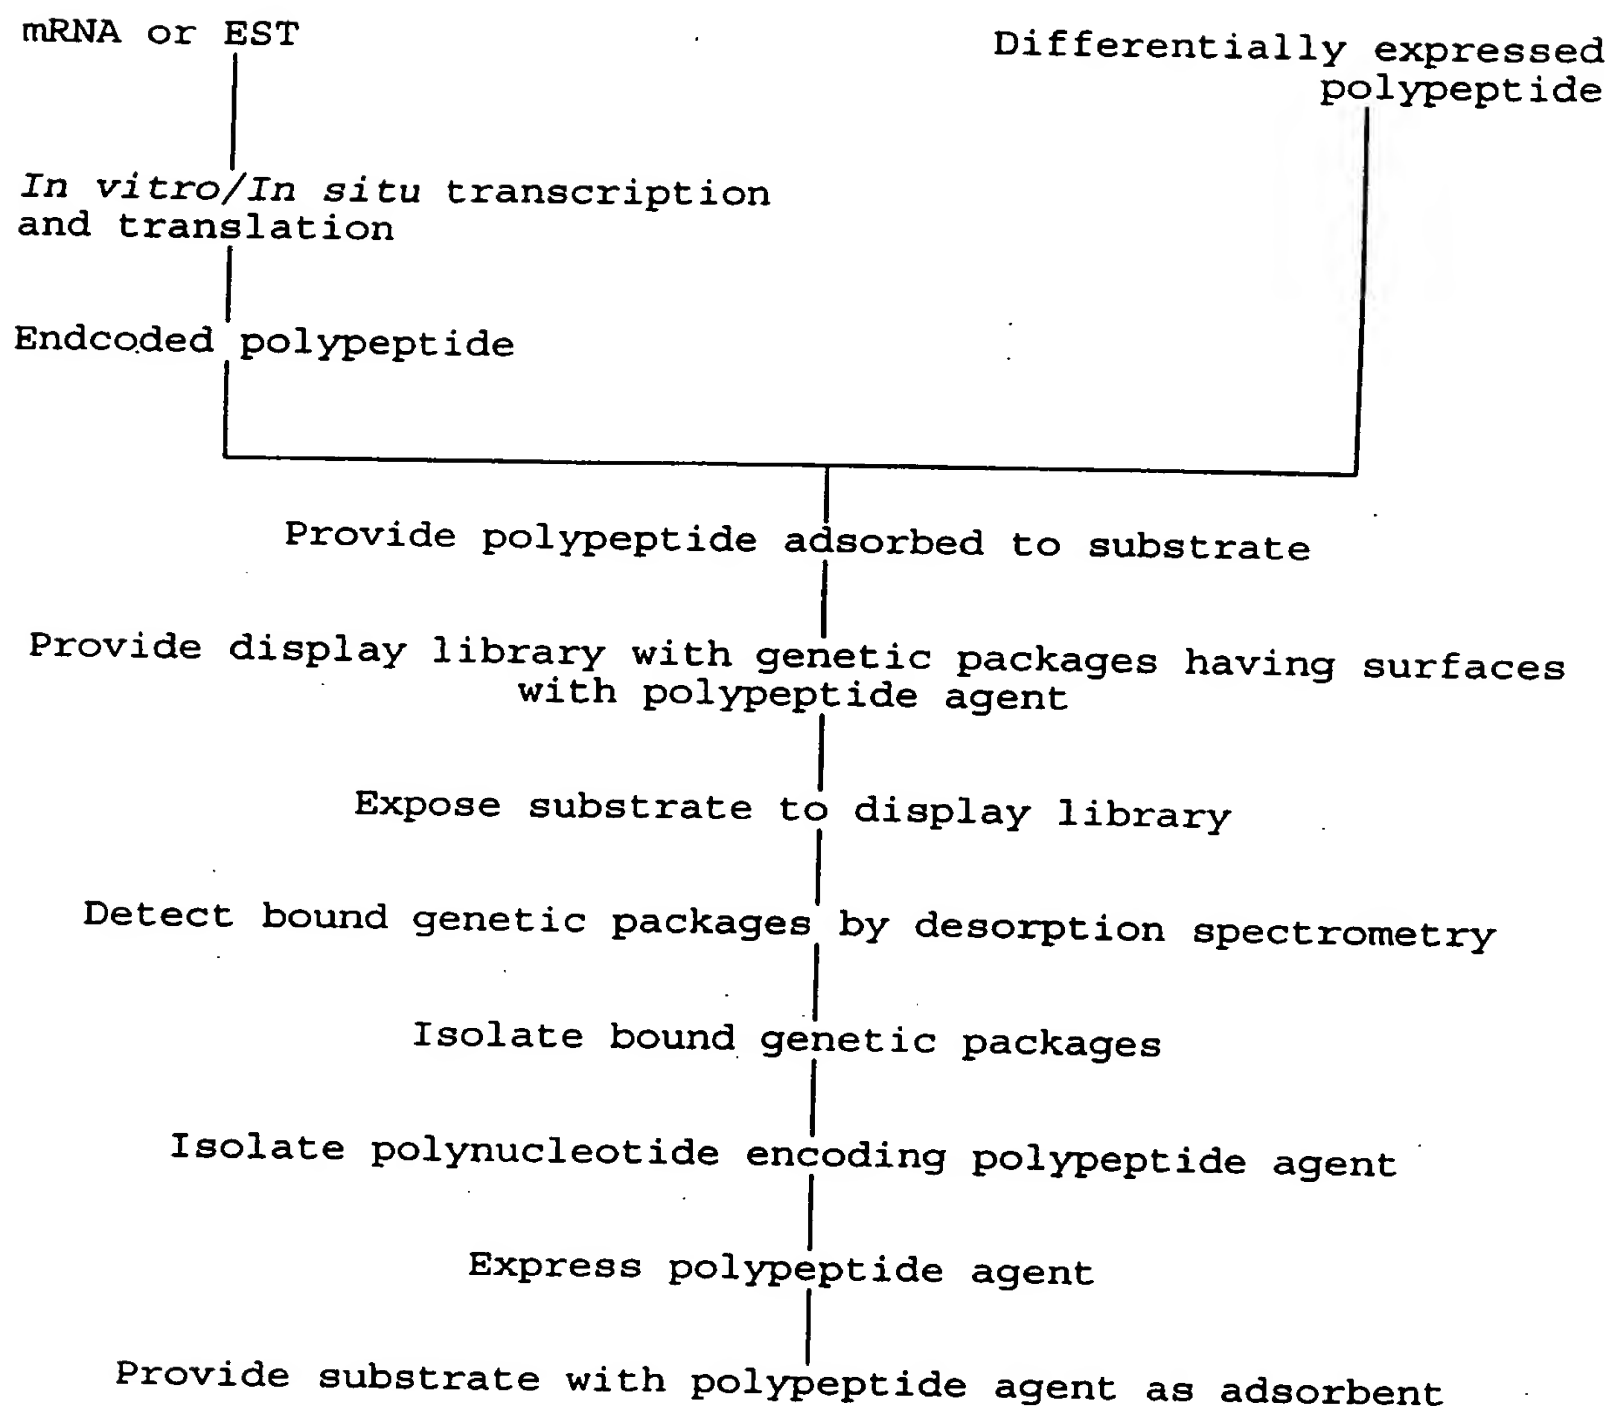 mRNA or EST
Differentially expressed
polypeptide
In vitro/In situ transcription
and translation
Endcoded polypeptide
Provide polypeptide adsorbed to substrate
Provide display library with genetic packages having surfaces
with polypeptide agent
Expose substrate to display library
Detect bound genetic packages by desorption spectrometry
Isolate bound genetic packages
Isolate polynucleotide encoding polypeptide agent
Express polypeptide agent
Provide substrate with polypeptide agent as adsorbent